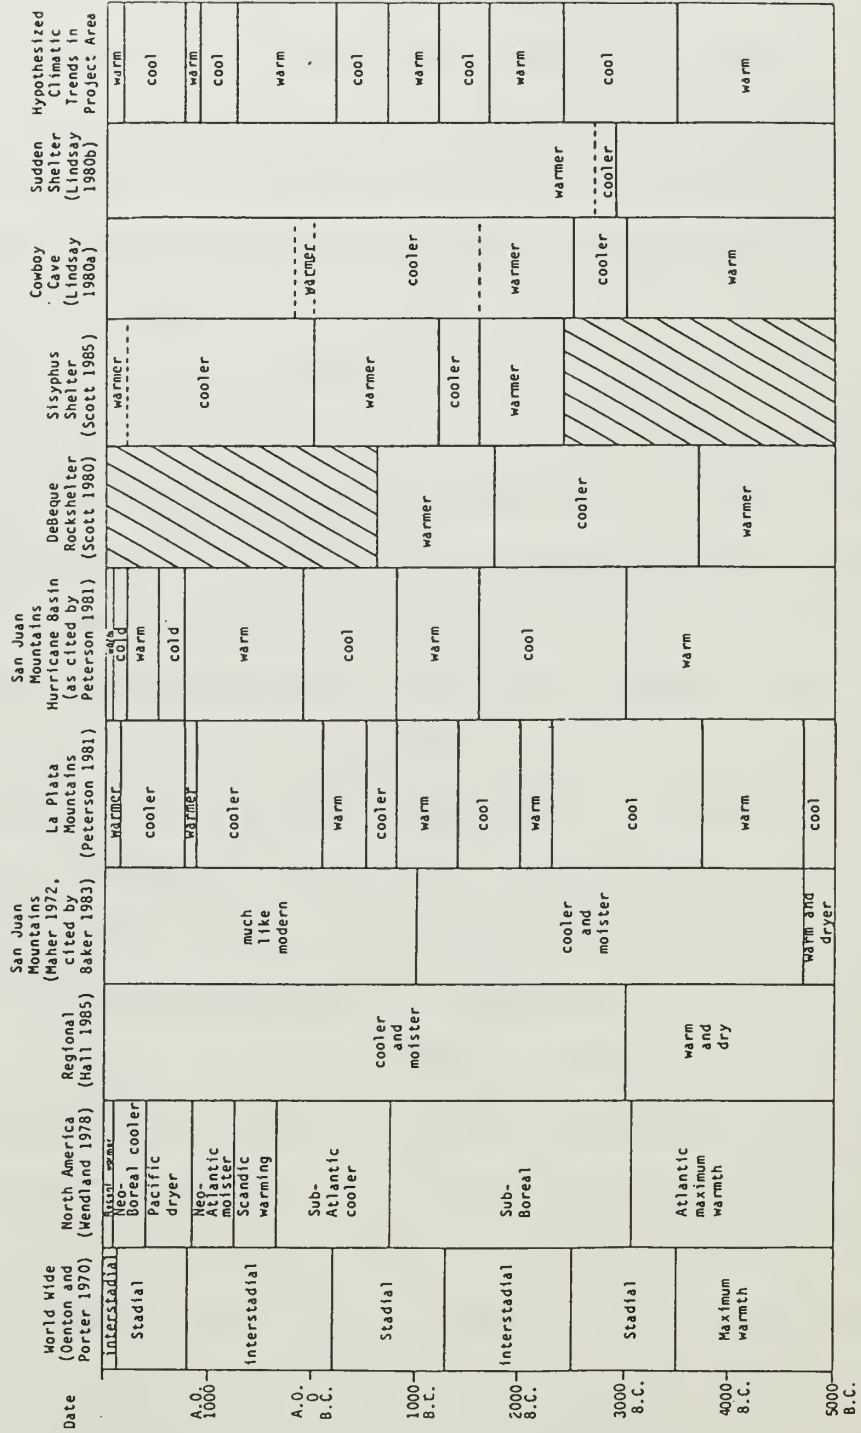 Date
A.D.
1000
A.D.
0
B.C.
1000
B.C.
2000
B.C.
3000
B.C.
4000
B.C.
5000
B.C.
World Wide
(Denton and
Porter 1970)
interstadial
Stadial
interstadial
Stadial
interstadial
Stadial
Maximum
warmth
North America
(Wendland 1978)
Recent warmer
Neo-
Boreal cooler
Pacific
dryer
Neo-
Atlantic
moister
Scandic
warming
Sub-
Atlantic
cooler
Sub-
Boreal
Atlantic
maximum
warmth
Regional
(Hall 1985)
cooler
and
moister
warm
and
dry
San Juan
Mountains
(Maher 1972,
cited by
Baker 1983)
much
like
modern
cooler
and
moister
warm and
dryer
La Plata
Mountains
(Peterson 1981)
warmer
cooler
warmer
cooler
warm
cooler
warm
cool
warm
cool
warm
cool
San Juan
Mountains
Hurricane Basin
(as cited by
Peterson 1981)
warm
cold
warm
cold
warm
cool
warm
cool
warm
DeBeque
Rockshelter
(Scott 1980)
warmer
cooler
warmer
Sisyphus
Shelter
(Scott 1985)
warmer
cooler
warmer
cooler
warmer
Cowboy
Cave
(Lindsay
1980a)
warmer
cooler
warmer
cooler
warm
Sudden
Shelter
(Lindsay
1980b)
warmer
cooler
Hypothesized
Climatic
Trends in
Project Area
warm
cool
warm
cool
warm
cool
warm
cool
warm
cool
warm